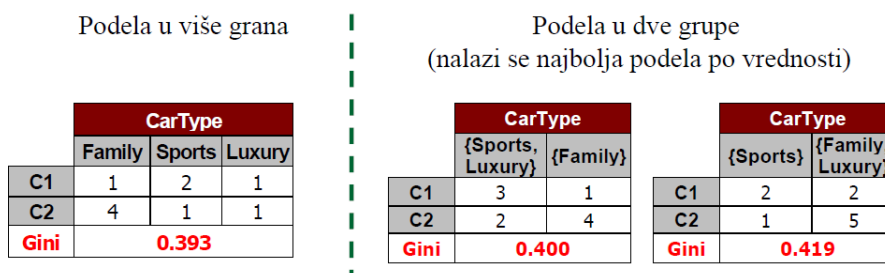 Podela u više grana
CarType
Family Sports Luxury
C1 1 2 1
C2 4 1 1
Gini 0.393
Podela u dve grupe
(nalazi se najbolja podela po vrednosti)
CarType
{Sports,
Luxury} {Family}
C1 3 1
C2 2 4
Gini 0.400
CarType
{Sports} {Family,
Luxury}
C1 2 2
C2 1 5
Gini 0.419